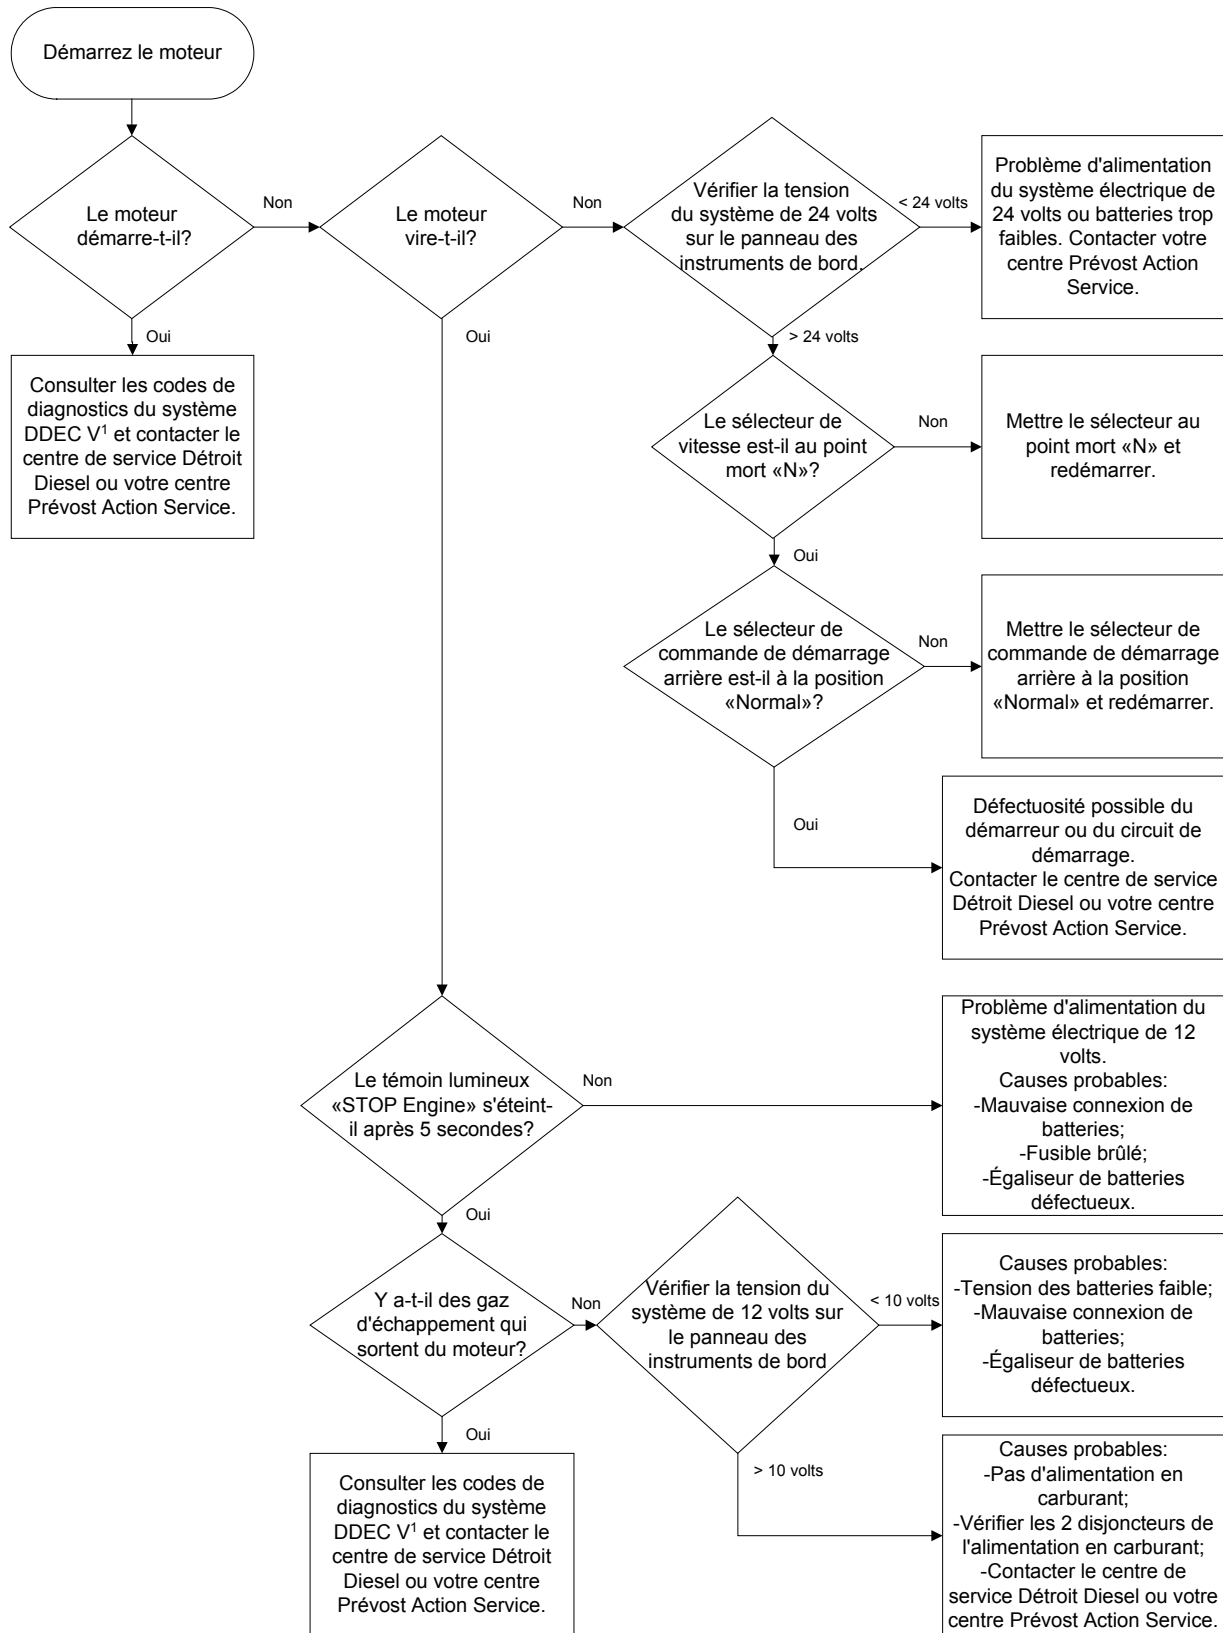 Démarrez le moteur
Le moteur
démarre-t-il?
Non
Le moteur
vire-t-il?
Non
Vérifier la tension
du système de 24 volts
sur le panneau des
instruments de bord.
< 24 volts
Problème d'alimentation
du système électrique de
24 volts ou batteries trop
faibles. Contacter votre
centre Prévost Action
Service.
Oui
Oui
> 24 volts
Consulter les codes de
diagnostics du système
DDEC V¹ et contacter le
centre de service Détroit
Diesel ou votre centre
Prévost Action Service.
Le sélecteur de
vitesse est-il au point
mort «N»?
Non
Mettre le sélecteur au
point mort «N» et
redémarrer.
Oui
Le sélecteur de
commande de démarrage
arrière est-il à la position
«Normal»?
Non
Mettre le sélecteur de
commande de démarrage
arrière à la position
«Normal» et redémarrer.
Oui
Défectuosité possible du
démarreur ou du circuit de
démarrage.
Contacter le centre de service
Détroit Diesel ou votre centre
Prévost Action Service.
Le témoin lumineux
«STOP Engine» s'éteint-
il après 5 secondes?
Non
Problème d'alimentation du
système électrique de 12
volts.
Causes probables:
-Mauvaise connexion de
batteries;
-Fusible brûlé;
-Égaliseur de batteries
défectueux.
Oui
Y a-t-il des gaz
d'échappement qui
sortent du moteur?
Non
Vérifier la tension du
système de 12 volts sur
le panneau des
instruments de bord
< 10 volts
Causes probables:
-Tension des batteries faible;
-Mauvaise connexion de
batteries;
-Égaliseur de batteries
défectueux.
Oui
> 10 volts
Consulter les codes de
diagnostics du système
DDEC V¹ et contacter le
centre de service Détroit
Diesel ou votre centre
Prévost Action Service.
Causes probables:
-Pas d'alimentation en
carburant;
-Vérifier les 2 disjoncteurs de
l'alimentation en carburant;
-Contacter le centre de
service Détroit Diesel ou votre
centre Prévost Action Service.